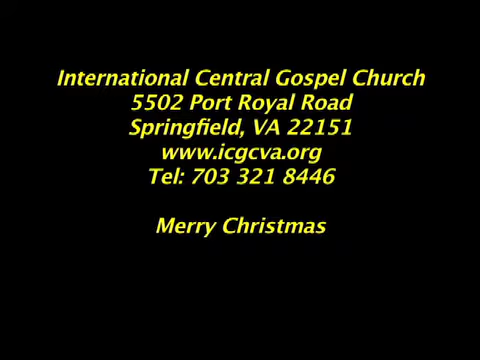 International Central Gospel Church
5502 Port Royal Road
Springfield, VA 22151
www.icgcva.org
Tel: 703 321 8446
Merry Christmas